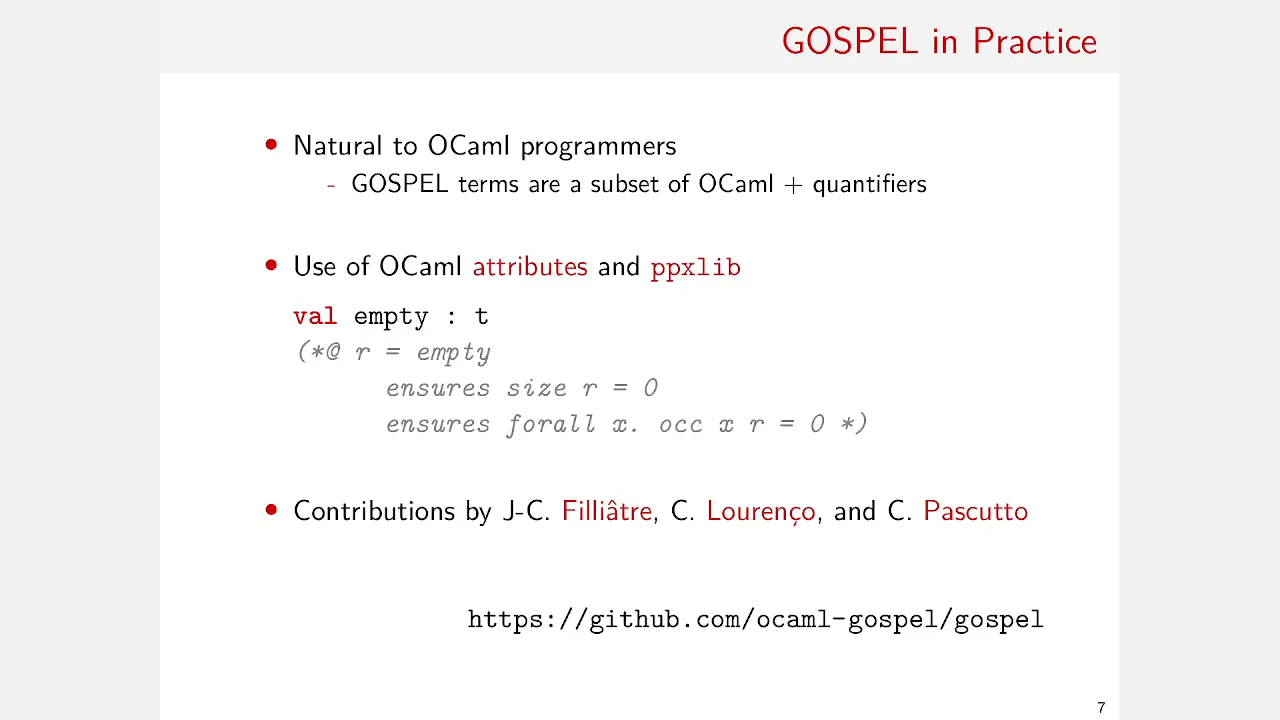 GOSPEL in Practice
• Natural to OCaml programmers
- GOSPEL terms are a subset of OCaml + quantifiers
• Use of OCaml attributes and ppxlib
val empty : t
(*@ r = empty
ensures size r = 0
ensures forall x. occ x r = 0 *)
• Contributions by J-C. Filliâtre, C. Lourenço, and C. Pascutto
https://github.com/ocaml-gospel/gospel
7